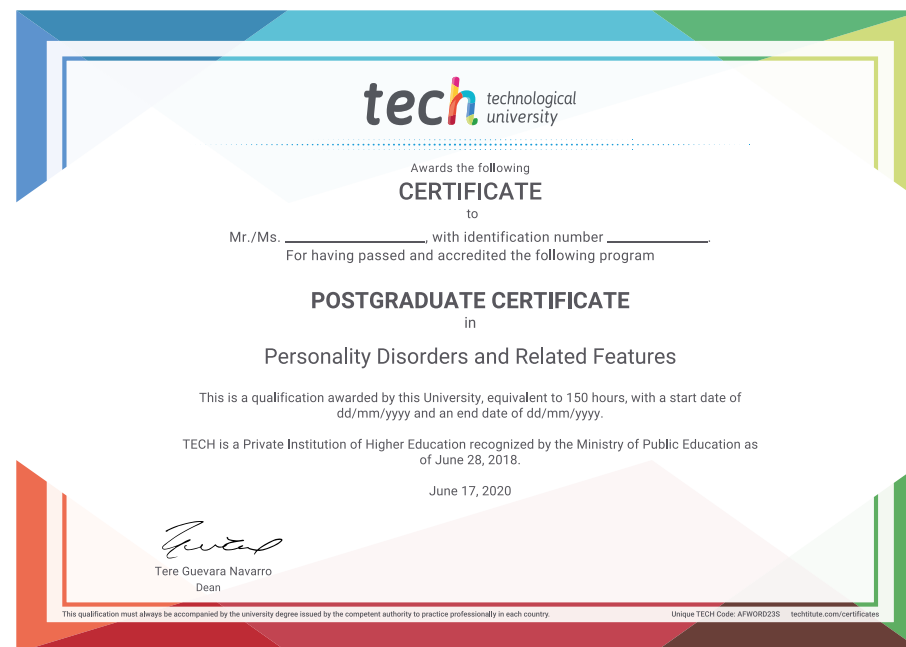 tech technological
university
Awards the following
CERTIFICATE
to
Mr./Ms. ____________________, with identification number ______________.
For having passed and accredited the following program
POSTGRADUATE CERTIFICATE
in
Personality Disorders and Related Features
This is a qualification awarded by this University, equivalent to 150 hours, with a start date of
dd/mm/yyyy and an end date of dd/mm/yyyy.
TECH is a Private Institution of Higher Education recognized by the Ministry of Public Education as
of June 28, 2018.
June 17, 2020
Tere Guevara Navarro
Dean
This qualification must always be accompanied by the university degree issued by the competent authority to practice professionally in each country. Unique TECH Code: AFWORD23S techtitute.com/certificates